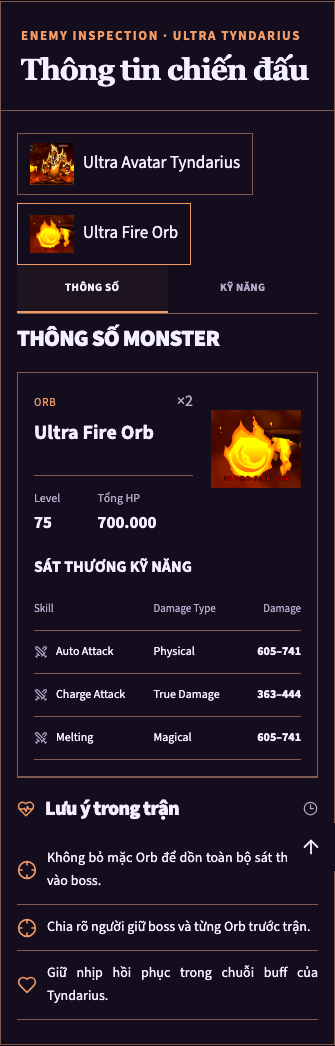 ENEMY INSPECTION · ULTRA TYNDARIUS
Thông tin chiến đấu
Ultra Avatar Tyndarius
Ultra Fire Orb
THÔNG SỐ
KỸ NĂNG
THÔNG SỐ MONSTER
ORB
×2
Ultra Fire Orb
Level
Tổng HP
75
700.000
SÁT THƯƠNG KỸ NĂNG
Skill
Damage Type
Damage
Auto Attack
Physical
605–741
Charge Attack
True Damage
363–444
Melting
Magical
605–741
Lưu ý trong trận
Không bỏ mặc Orb để dồn toàn bộ sát th
vào boss.
Chia rõ người giữ boss và từng Orb trước trận.
Giữ nhịp hồi phục trong chuỗi buff của
Tyndarius.